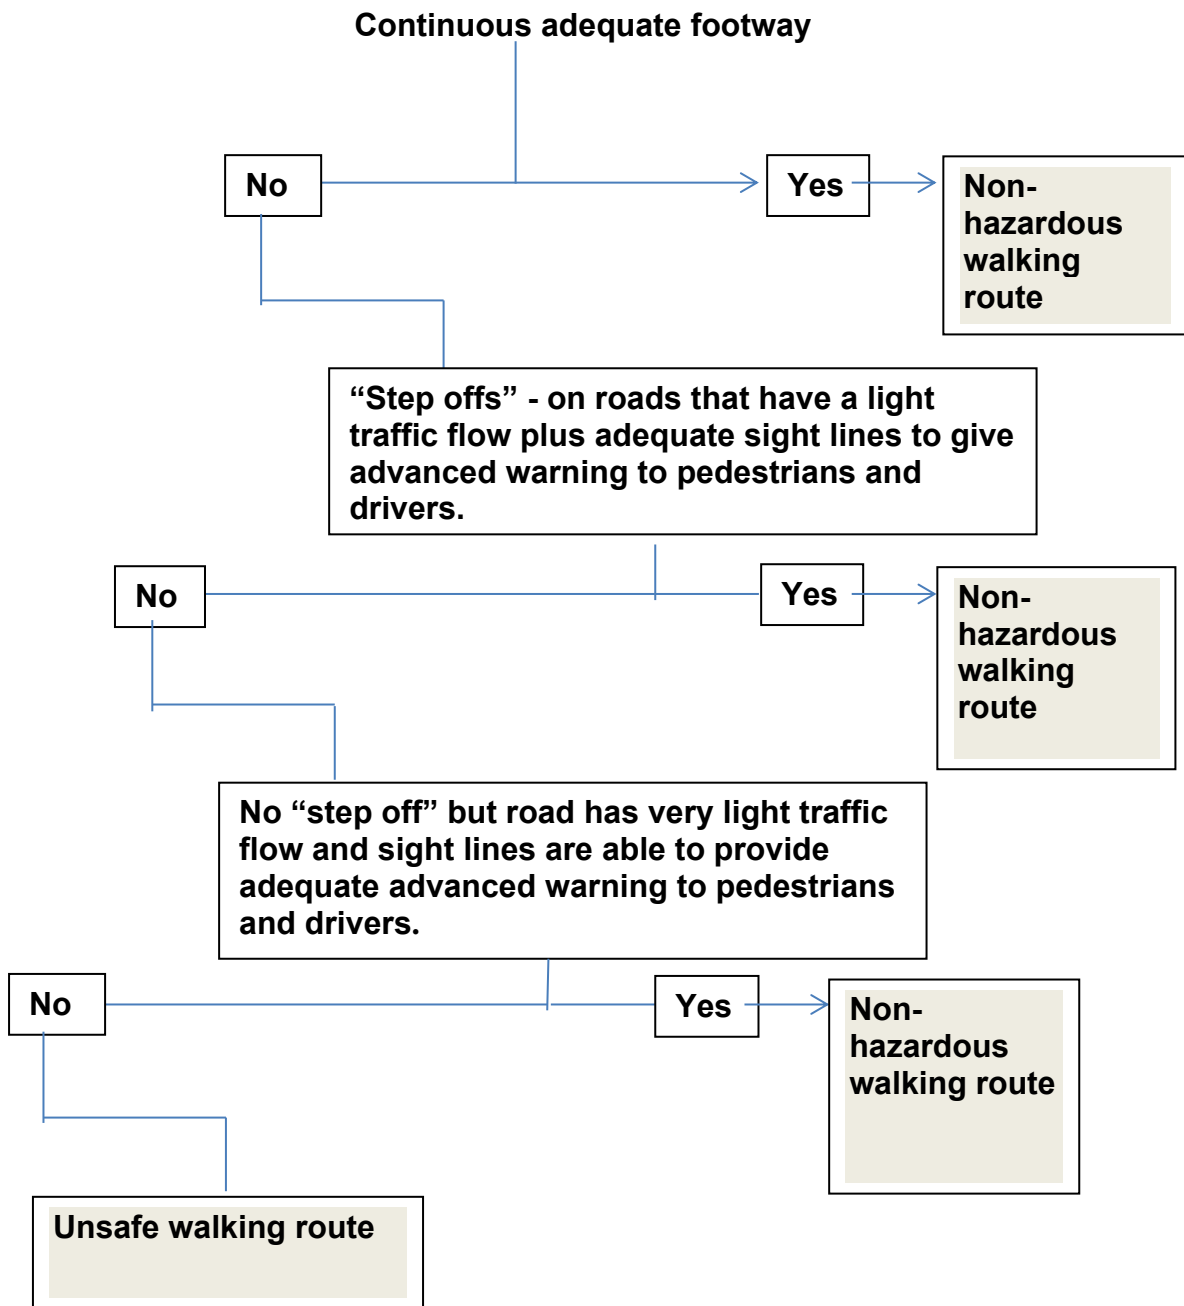 Continuous adequate footway
No
Yes
Non-
hazardous
walking
route
“Step offs” - on roads that have a light
traffic flow plus adequate sight lines to give
advanced warning to pedestrians and
drivers.
No
Yes
Non-
hazardous
walking
route
No “step off” but road has very light traffic
flow and sight lines are able to provide
adequate advanced warning to pedestrians
and drivers.
No
Yes
Non-
hazardous
walking route
Unsafe walking route